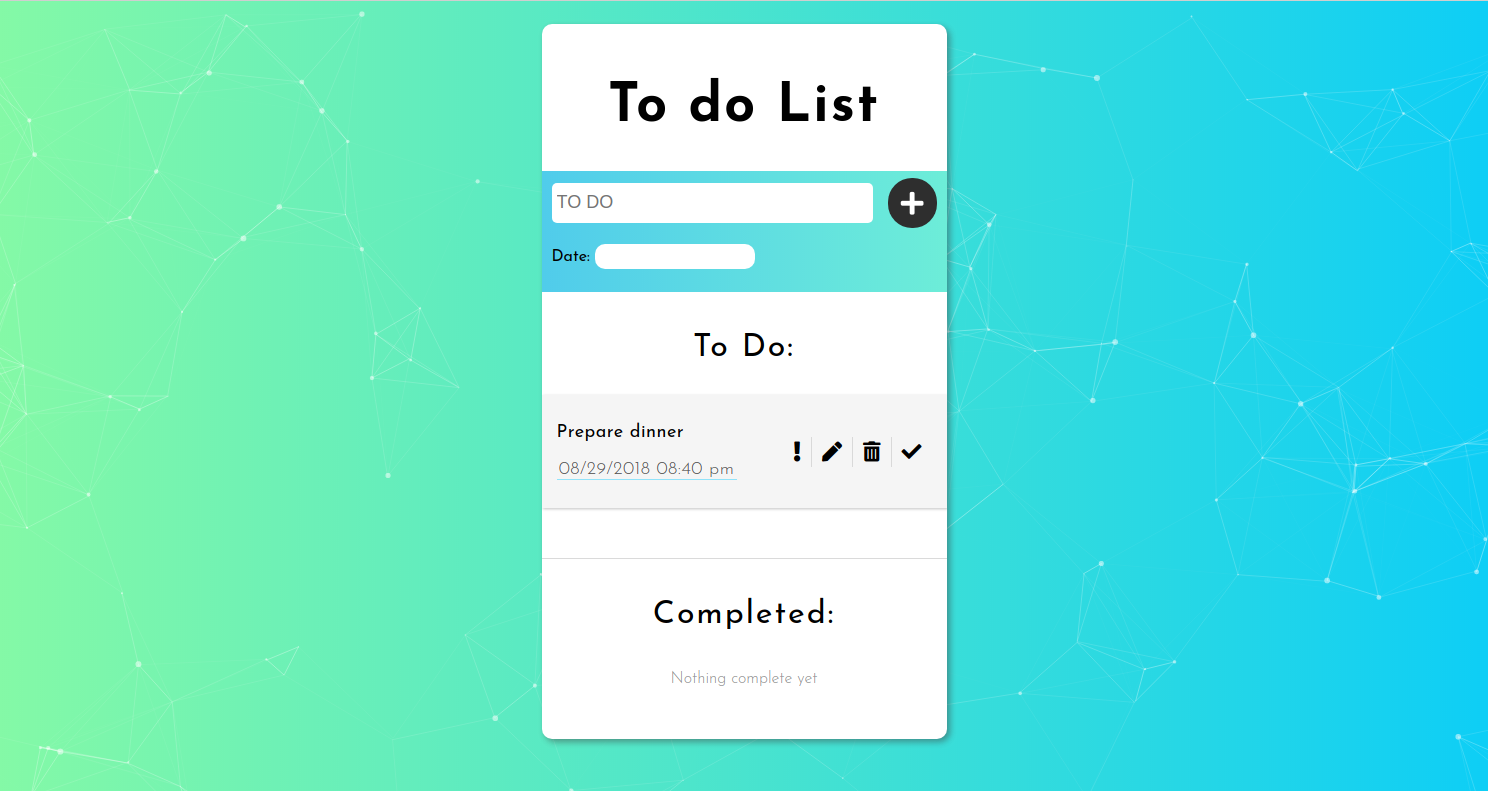 To do List
TO DO
Date:
To Do:
Prepare dinner
08/29/2018 08:40 pm
Completed:
Nothing complete yet